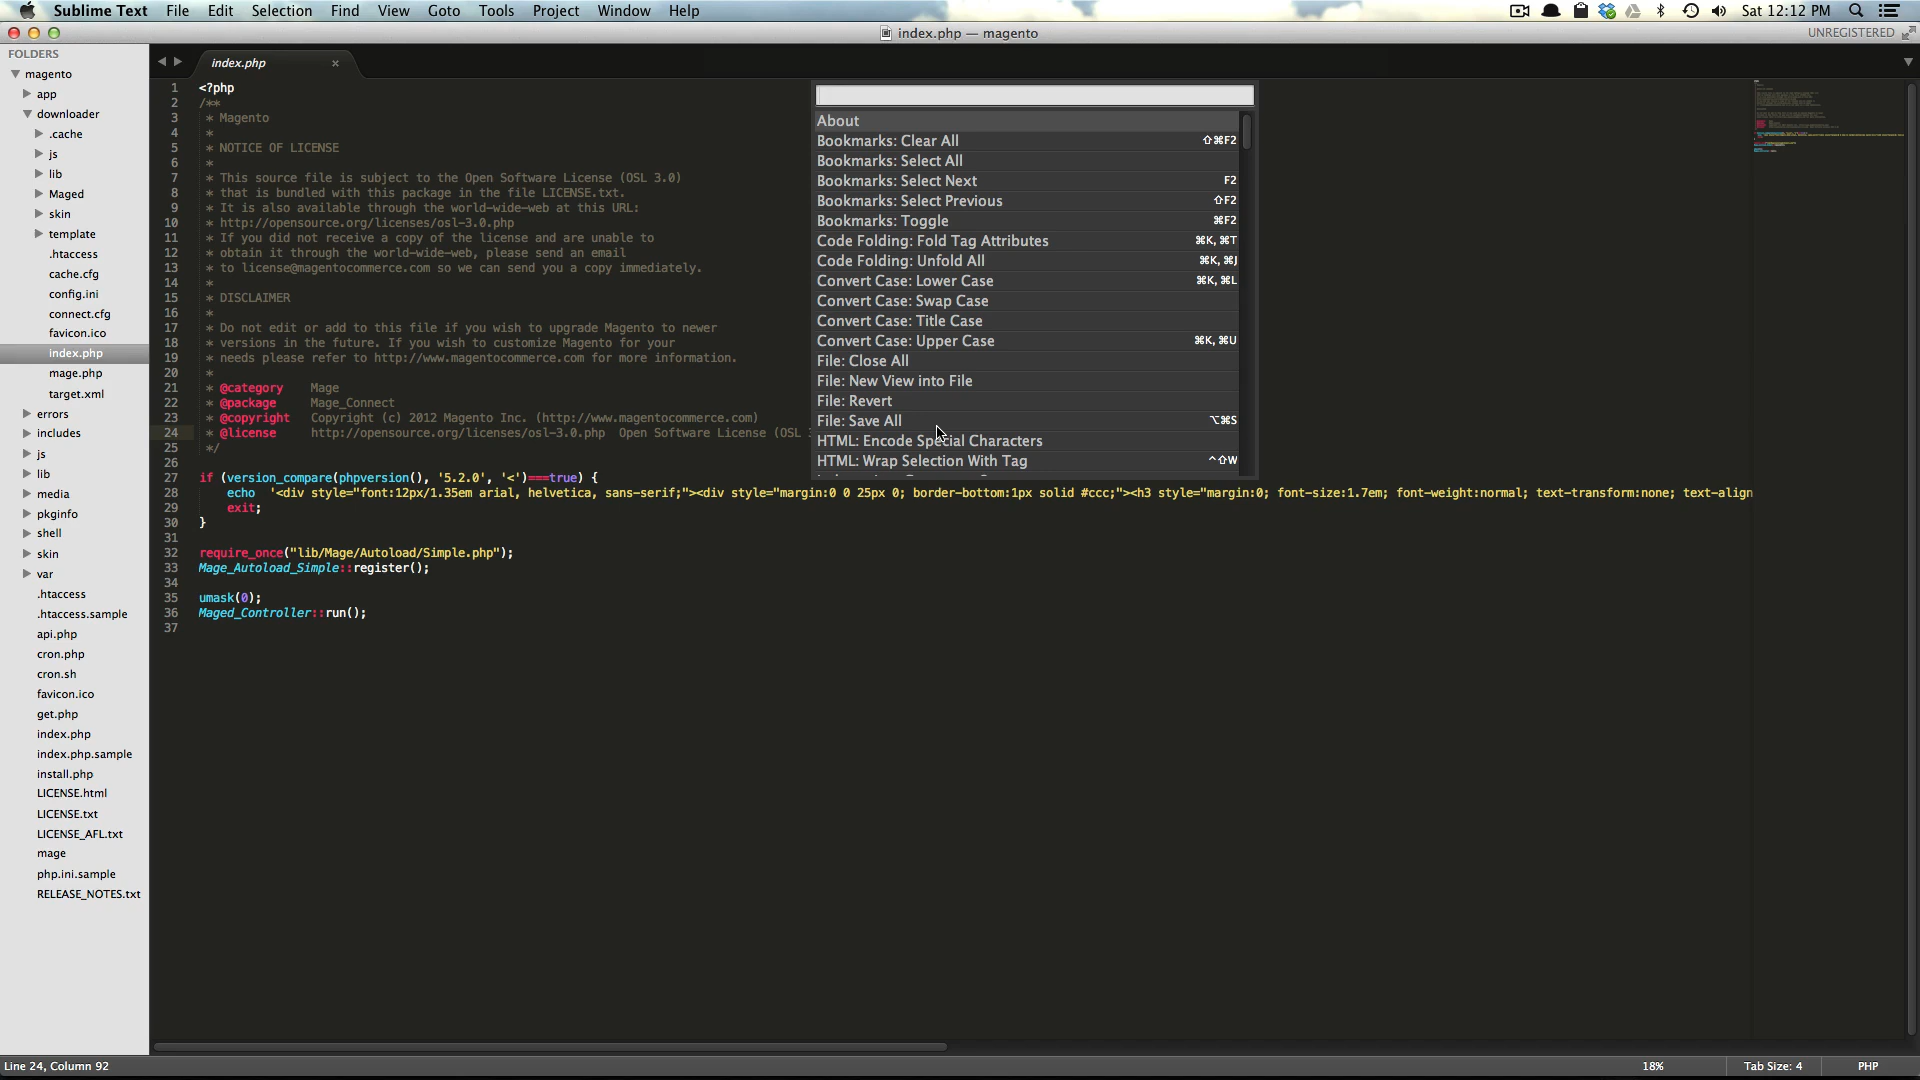 Sublime Text File Edit Selection Find View Goto Tools Project Window Help Sat 12:12 PM
index.php — magento UNREGISTERED
FOLDERS
magento
app
downloader
.cache
js
lib
Maged
skin
template
.htaccess
cache.cfg
config.ini
connect.cfg
favicon.ico
index.php
mage.php
target.xml
errors
includes
js
lib
media
pkginfo
shell
skin
var
.htaccess
.htaccess.sample
api.php
cron.php
cron.sh
favicon.ico
get.php
index.php
index.php.sample
install.php
LICENSE.html
LICENSE.txt
LICENSE_AFL.txt
mage
php.ini.sample
RELEASE_NOTES.txt
index.php ×
1 <?php
2 /**
3 * Magento
4 *
5 * NOTICE OF LICENSE
6 *
7 * This source file is subject to the Open Software License (OSL 3.0)
8 * that is bundled with this package in the file LICENSE.txt.
9 * It is also available through the world-wide-web at this URL:
10 * http://opensource.org/licenses/osl-3.0.php
11 * If you did not receive a copy of the license and are unable to
12 * obtain it through the world-wide-web, please send an email
13 * to license@magentocommerce.com so we can send you a copy immediately.
14 *
15 * DISCLAIMER
16 *
17 * Do not edit or add to this file if you wish to upgrade Magento to newer
18 * versions in the future. If you wish to customize Magento for your
19 * needs please refer to http://www.magentocommerce.com for more information.
20 *
21 * @category Mage
22 * @package Mage_Connect
23 * @copyright Copyright (c) 2012 Magento Inc. (http://www.magentocommerce.com)
24 * @license http://opensource.org/licenses/osl-3.0.php Open Software License (OSL
25 */
26
27 if (version_compare(phpversion(), '5.2.0', '<')===true) {
28 echo '<div style="font:12px/1.35em arial, helvetica, sans-serif;"><div style="margin:0 0 25px 0; border-bottom:1px solid #ccc;"><h3 style="margin:0; font-size:1.7em; font-weight:normal; text-transform:none; text-align
29 exit;
30 }
31
32 require_once("lib/Mage/Autoload/Simple.php");
33 Mage_Autoload_Simple::register();
34
35 umask(0);
36 Maged_Controller::run();
37
About
Bookmarks: Clear All ⇧⌘F2
Bookmarks: Select All
Bookmarks: Select Next F2
Bookmarks: Select Previous ⇧F2
Bookmarks: Toggle ⌘F2
Code Folding: Fold Tag Attributes ⌘K, ⌘T
Code Folding: Unfold All ⌘K, ⌘J
Convert Case: Lower Case ⌘K, ⌘L
Convert Case: Swap Case
Convert Case: Title Case
Convert Case: Upper Case ⌘K, ⌘U
File: Close All
File: New View into File
File: Revert
File: Save All ⌥⌘S
HTML: Encode Special Characters
HTML: Wrap Selection With Tag ⌃⇧W
Line 24, Column 92 18% Tab Size: 4 PHP